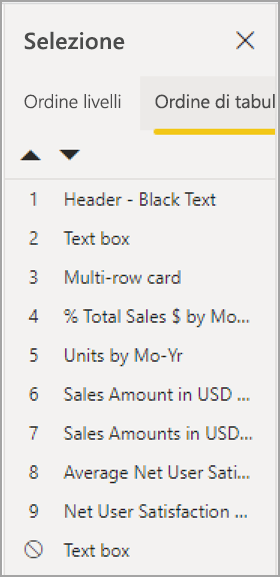 Selezione
Ordine livelli Ordine di tabul
1 Header - Black Text
2 Text box
3 Multi-row card
4 % Total Sales $ by Mo...
5 Units by Mo-Yr
6 Sales Amount in USD ...
7 Sales Amounts in USD...
8 Average Net User Sati...
9 Net User Satisfaction ...
Text box